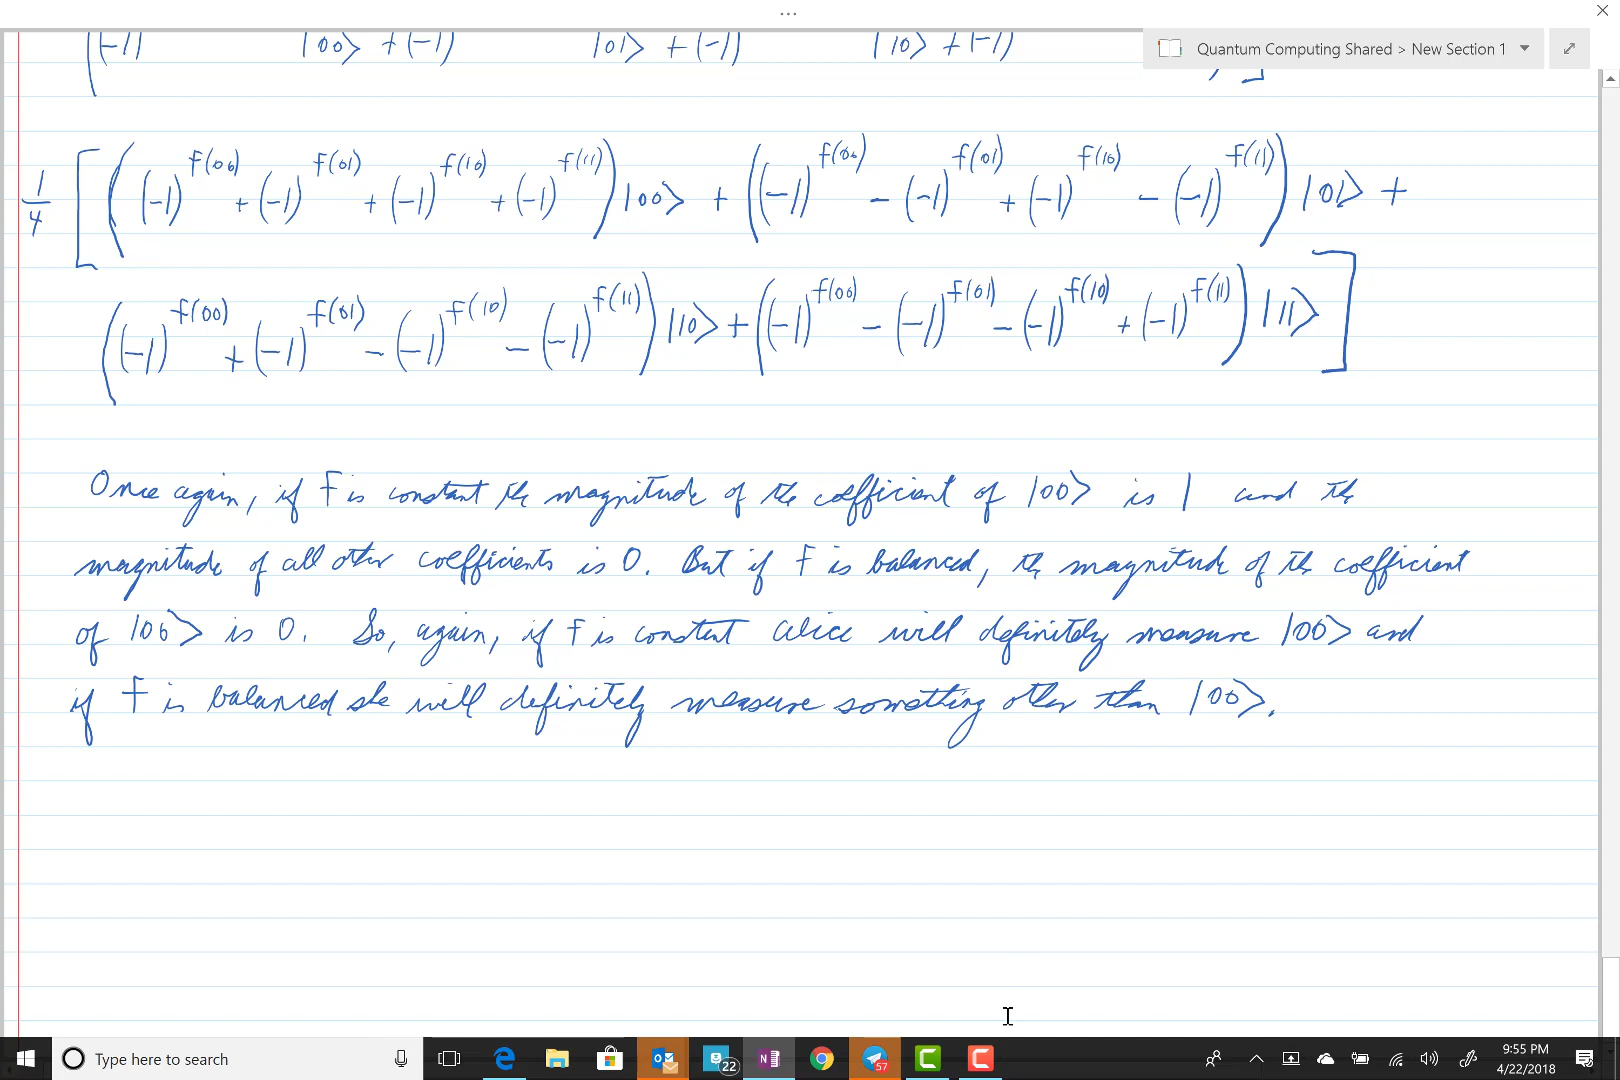 ...
Quantum Computing Shared > New Section 1
(-1) |00> + (-1) |01> + (-1) |10> + (-1)
1/4 [ ( (-1)^f(00) + (-1)^f(01) + (-1)^f(10) + (-1)^f(11) ) |00> + ( (-1)^f(00) - (-1)^f(01) + (-1)^f(10) - (-1)^f(11) ) |01> +
( (-1)^f(00) + (-1)^f(01) - (-1)^f(10) - (-1)^f(11) ) |10> + ( (-1)^f(00) - (-1)^f(01) - (-1)^f(10) + (-1)^f(11) ) |11> ]
Once again, if f is constant the magnitude of the coefficient of |00> is 1 and the
magnitude of all other coefficients is 0. But if f is balanced, the magnitude of the coefficient
of |00> is 0. So, again, if f is constant Alice will definitely measure |00> and
if f is balanced she will definitely measure something other than |00>.
Type here to search
22
57
9:55 PM
4/22/2018